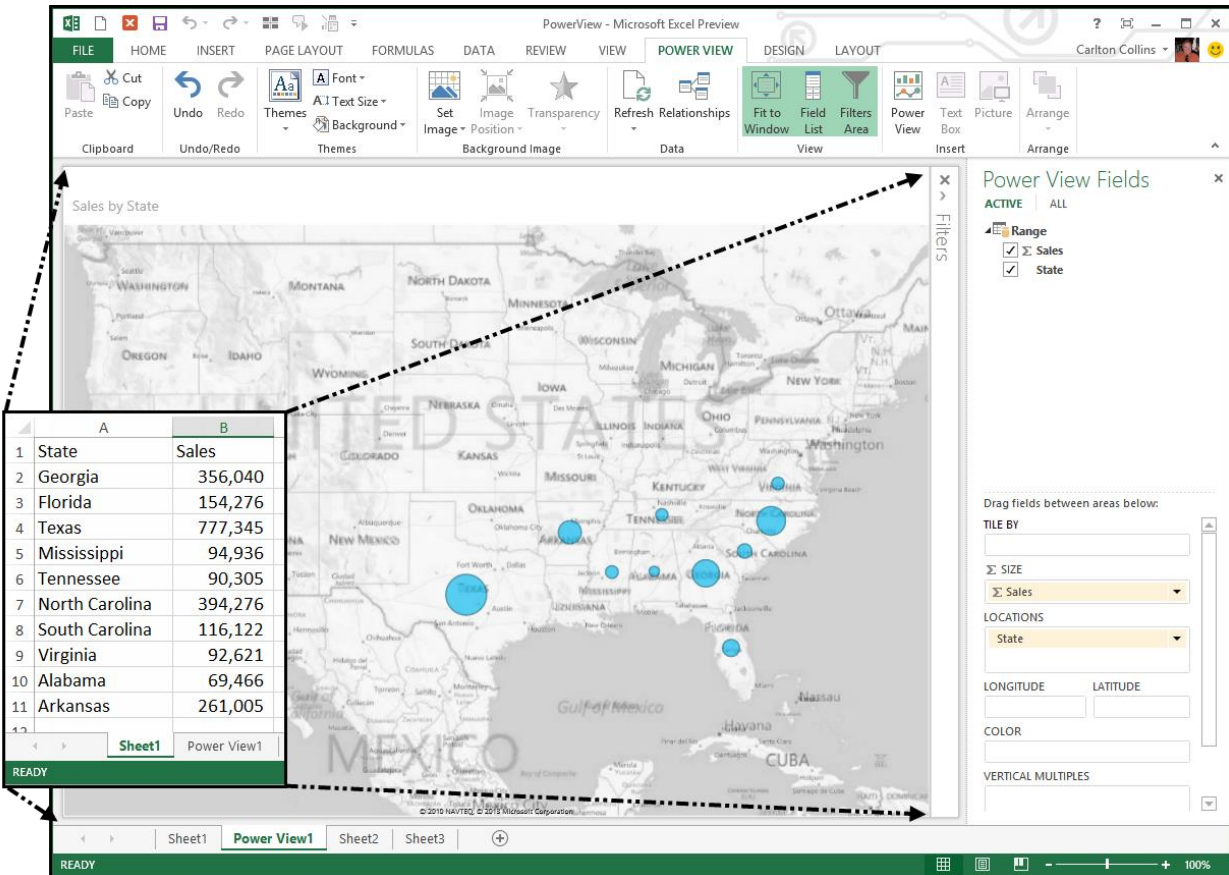 PowerView - Microsoft Excel Preview
FILE HOME INSERT PAGE LAYOUT FORMULAS DATA REVIEW VIEW POWER VIEW DESIGN LAYOUT Carlton Collins
Cut
Copy
Paste
Clipboard
Undo Redo
Undo/Redo
Themes
Font
Text Size
Background
Themes
Set Image
Image Position
Transparency
Background Image
Refresh Relationships
Data
Fit to Window
Field List
Filters Area
View
Power View
Text Box
Picture
Insert
Arrange
Arrange
Sales by State
Filters
WASHINGTON
MONTANA
NORTH DAKOTA
MINNESOTA
Ottawa
OREGON
IDAHO
SOUTH DAKOTA
WISCONSIN
WYOMING
MICHIGAN
NEW YORK
IOWA
NEBRASKA
UNITED STATES
ILLINOIS INDIANA
OHIO
PENNSYLVANIA
Washington
COLORADO
KANSAS
MISSOURI
WEST VIRGINIA
KENTUCKY
VIRGINIA
OKLAHOMA
TENNESSEE
NORTH CAROLINA
NEW MEXICO
ARKANSAS
SOUTH CAROLINA
ALABAMA
GEORGIA
MISSISSIPPI
TEXAS
LOUISIANA
FLORIDA
Gulf of Mexico
Nassau
Havana
MEXICO
CUBA
Mexico City
© 2010 NAVTEQ, © 2013 Microsoft Corporation
A B
1 State Sales
2 Georgia 356,040
3 Florida 154,276
4 Texas 777,345
5 Mississippi 94,936
6 Tennessee 90,305
7 North Carolina 394,276
8 South Carolina 116,122
9 Virginia 92,621
10 Alabama 69,466
11 Arkansas 261,005
Sheet1 Power View1
READY
Power View Fields
ACTIVE ALL
Range
Σ Sales
State
Drag fields between areas below:
TILE BY
Σ SIZE
Σ Sales
LOCATIONS
State
LONGITUDE LATITUDE
COLOR
VERTICAL MULTIPLES
Sheet1 Power View1 Sheet2 Sheet3
READY
100%